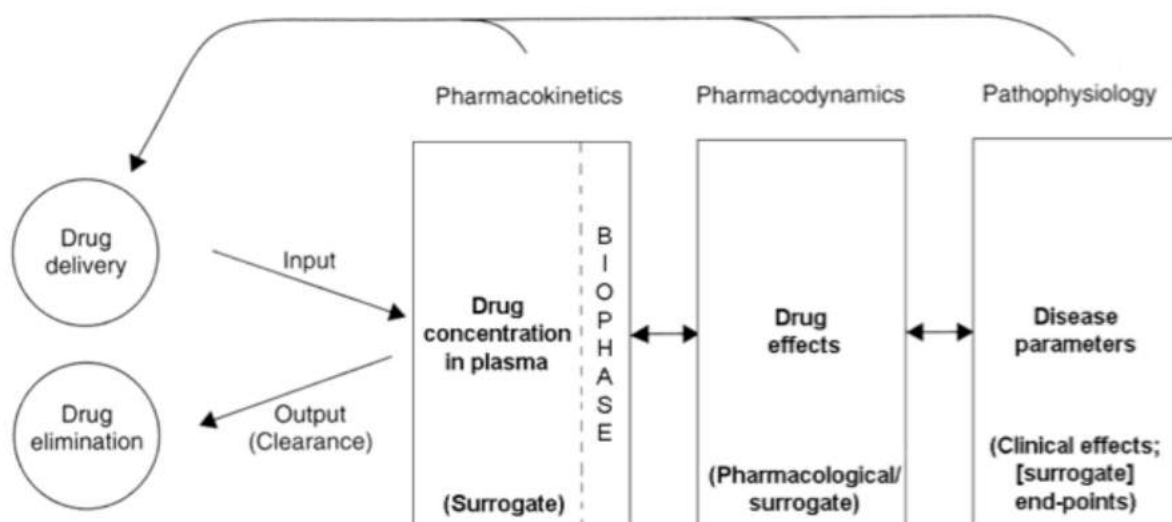 Pharmacokinetics
Pharmacodynamics
Pathophysiology
Drug
delivery
Input
Drug
concentration
in plasma
BIOPHASE
Drug
effects
Disease
parameters
Drug
elimination
Output
(Clearance)
(Surrogate)
(Pharmacological/
surrogate)
(Clinical effects;
[surrogate]
end-points)